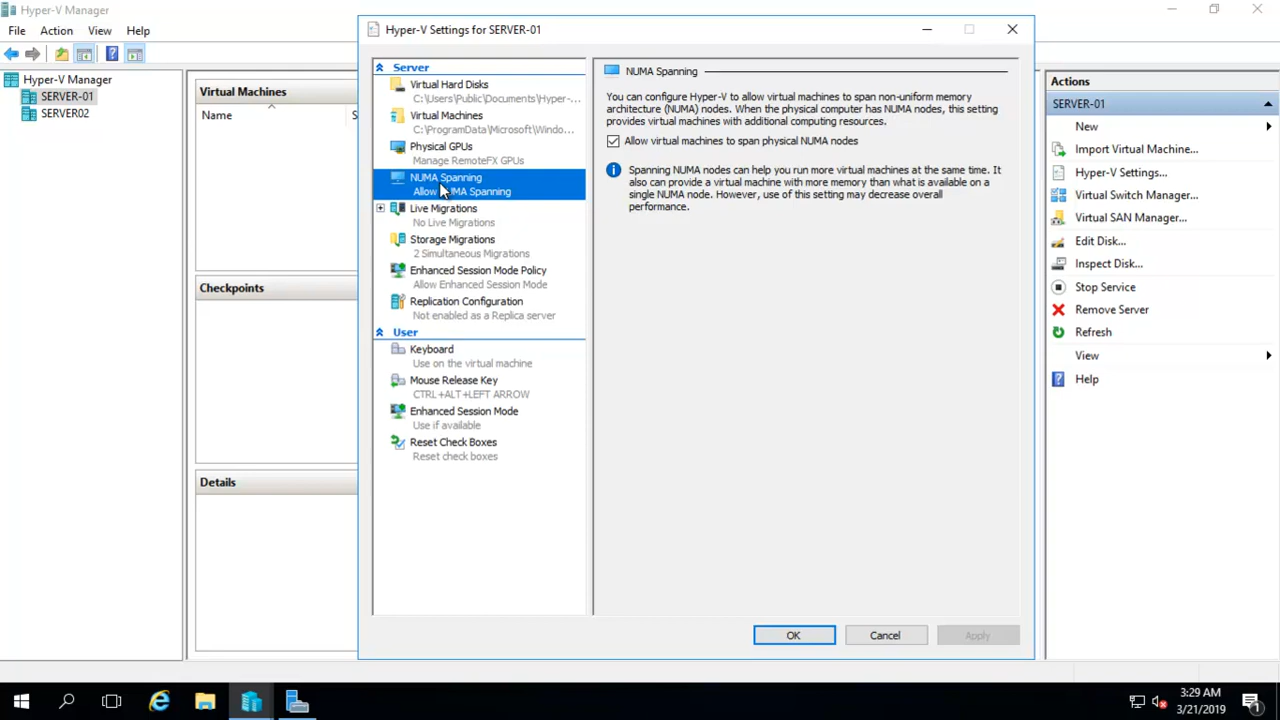 Hyper-V Manager
File Action View Help
Hyper-V Manager
SERVER-01
SERVER02
Virtual Machines
Name
S
Checkpoints
Details
Hyper-V Settings for SERVER-01
Server
Virtual Hard Disks
C:\Users\Public\Documents\Hyper-...
Virtual Machines
C:\ProgramData\Microsoft\Windo...
Physical GPUs
Manage RemoteFX GPUs
NUMA Spanning
Allow NUMA Spanning
Live Migrations
No Live Migrations
Storage Migrations
2 Simultaneous Migrations
Enhanced Session Mode Policy
Allow Enhanced Session Mode
Replication Configuration
Not enabled as a Replica server
User
Keyboard
Use on the virtual machine
Mouse Release Key
CTRL+ALT+LEFT ARROW
Enhanced Session Mode
Use if available
Reset Check Boxes
Reset check boxes
NUMA Spanning
You can configure Hyper-V to allow virtual machines to span non-uniform memory
architecture (NUMA) nodes. When the physical computer has NUMA nodes, this setting
provides virtual machines with additional computing resources.
Allow virtual machines to span physical NUMA nodes
Spanning NUMA nodes can help you run more virtual machines at the same time. It
also can provide a virtual machine with more memory than what is available on a
single NUMA node. However, use of this setting may decrease overall
performance.
OK Cancel Apply
Actions
SERVER-01
New
Import Virtual Machine...
Hyper-V Settings...
Virtual Switch Manager...
Virtual SAN Manager...
Edit Disk...
Inspect Disk...
Stop Service
Remove Server
Refresh
View
Help
3:29 AM
3/21/2019
1